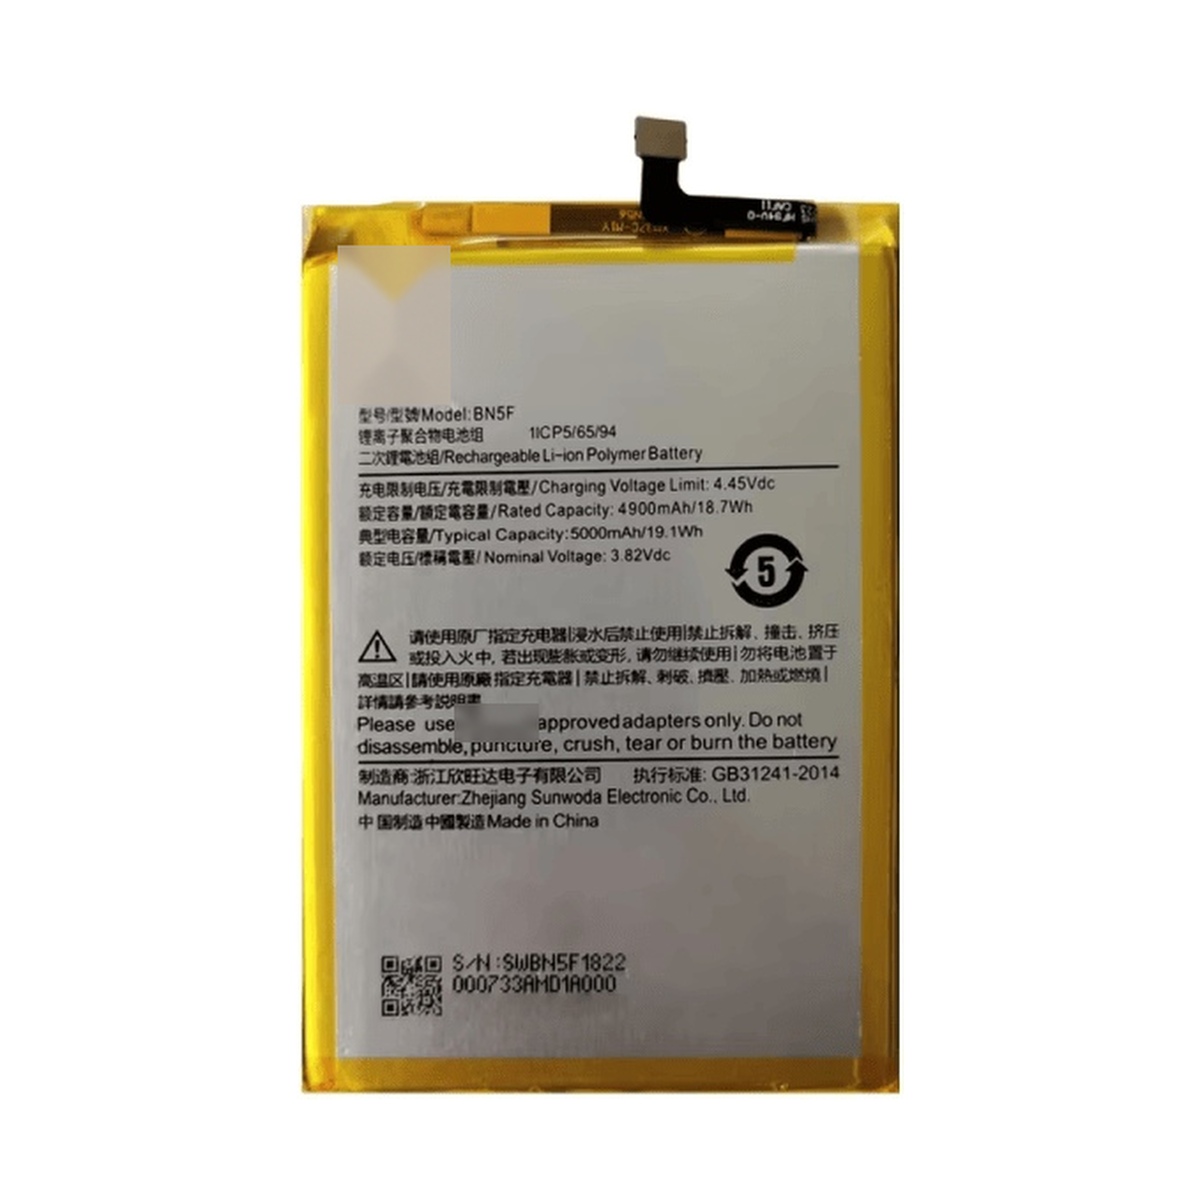 型号/型號Model: BN5F
锂离子聚合物电池组 1ICP5/65/94
二次鋰電池組/Rechargeable Li-ion Polymer Battery
充电限制电压/充電限制電壓/Charging Voltage Limit: 4.45Vdc
额定容量/額定電容量/Rated Capacity: 4900mAh/18.7Wh
典型电容量/Typical Capacity:5000mAh/19.1Wh
额定电压/標稱電壓/ Nominal Voltage: 3.82Vdc
5
请使用原厂指定充电器|浸水后禁止使用|禁止拆解、撞击、挤压
或投入火中, 若出现膨胀或变形, 请勿继续使用|勿将电池置于
高温区|請使用原廠指定充電器|禁止拆解、刺破、擠壓、加熱或燃燒|
詳情請參考説明書
Please use approved adapters only. Do not
disassemble, puncture, crush, tear or burn the battery
制造商:浙江欣旺达电子有限公司 执行标准: GB31241-2014
Manufacturer:Zhejiang Sunwoda Electronic Co., Ltd.
中国制造 中國製造 Made in China
S/N:SWBN5F1822
000733AMD1A000